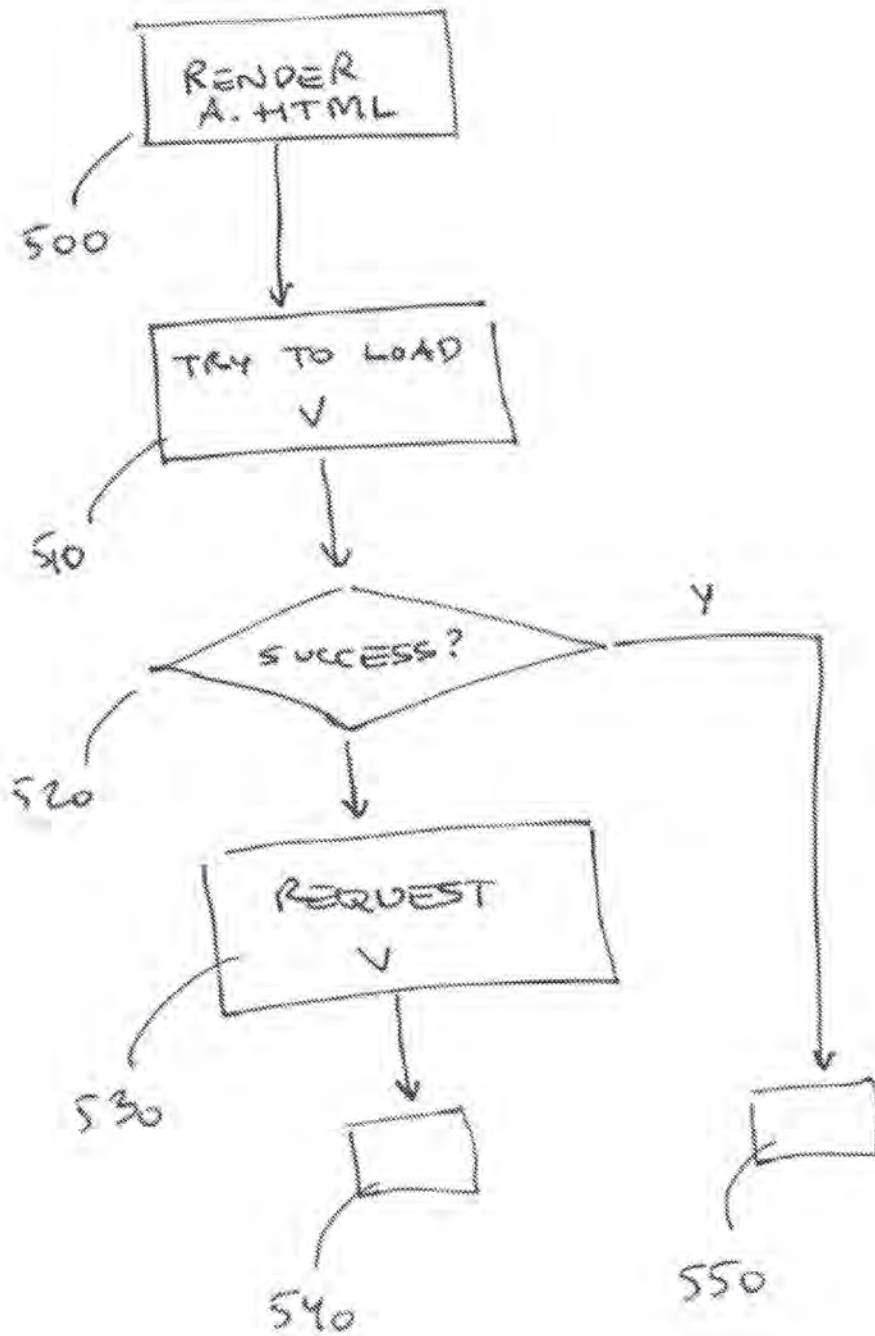 RENDER
A. HTML
500
TRY TO LOAD
V
510
SUCCESS?
Y
520
REQUEST
V
530
540
550